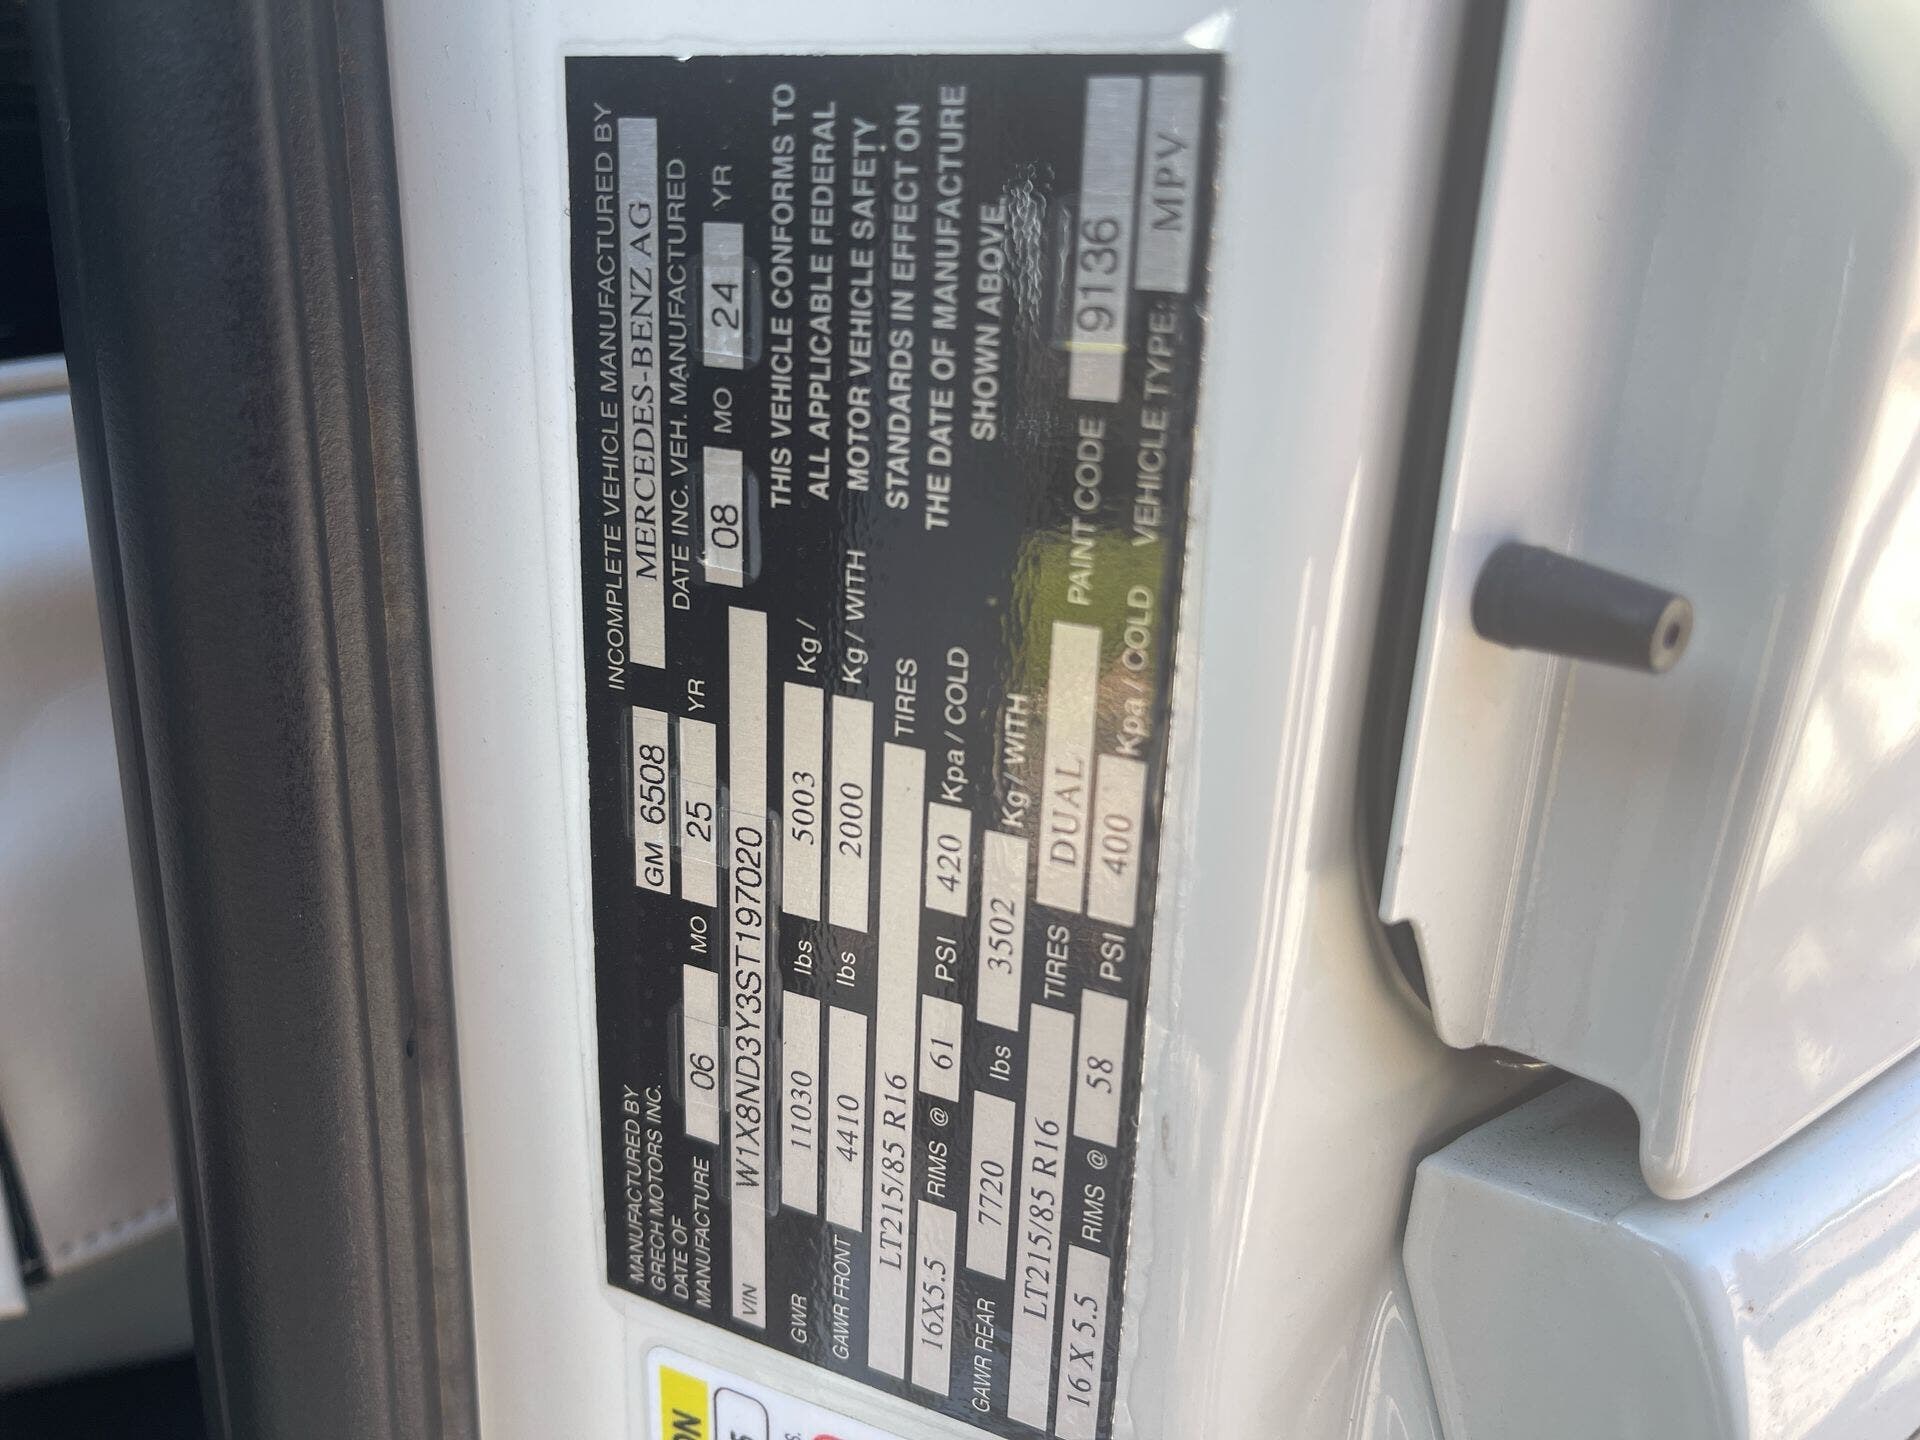 MANUFACTURED BY
GRECH MOTORS INC.
GM 6508
INCOMPLETE VEHICLE MANUFACTURED BY
MERCEDES-BENZ AG
DATE OF
MANUFACTURE 06 MO 25 YR
DATE INC. VEH. MANUFACTURED
08 MO 24 YR
VIN W1X8ND3Y3ST197020
GWR 11030 lbs 5003 Kg /
GAWR FRONT 4410 lbs 2000 Kg / WITH
LT215/85 R16 TIRES
16X5.5 RIMS @ 61 PSI 420 Kpa / COLD
GAWR REAR 7720 lbs 3502 Kg / WITH
LT215/85 R16 TIRES DUAL
16 X 5.5 RIMS @ 58 PSI 400 Kpa / COLD
THIS VEHICLE CONFORMS TO
ALL APPLICABLE FEDERAL
MOTOR VEHICLE SAFETY
STANDARDS IN EFFECT ON
THE DATE OF MANUFACTURE
SHOWN ABOVE.
PAINT CODE 91136
VEHICLE TYPE: MPV